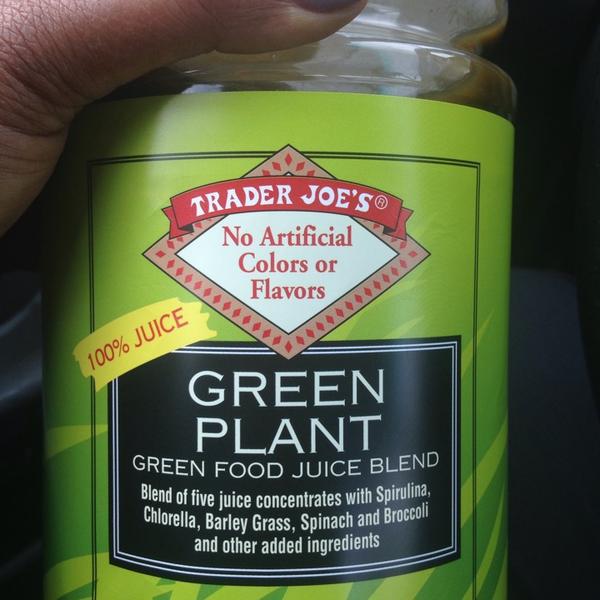 TRADER JOE'S®
No Artificial
Colors or
Flavors
100% JUICE
GREEN
PLANT
GREEN FOOD JUICE BLEND
Blend of five juice concentrates with Spirulina,
Chlorella, Barley Grass, Spinach and Broccoli
and other added ingredients